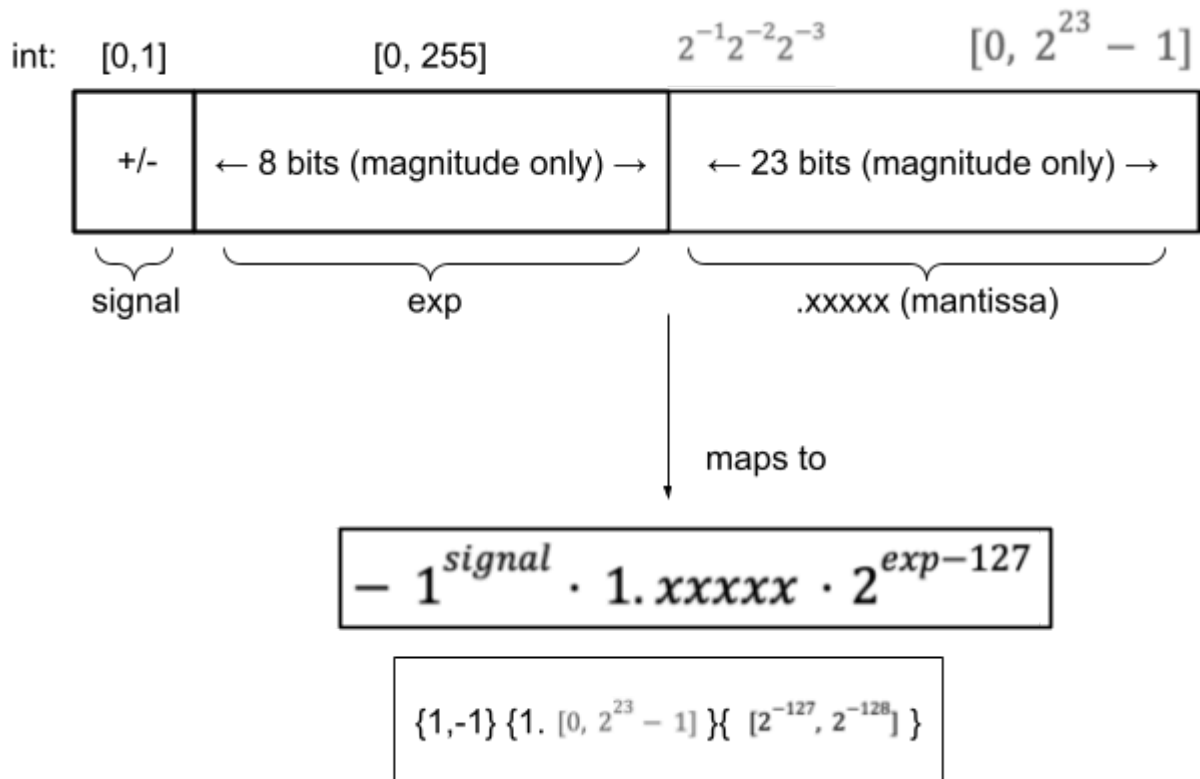 int: [0,1] [0, 255] 2^{-1}2^{-2}2^{-3} [0, 2^{23} − 1]
+/- ← 8 bits (magnitude only) → ← 23 bits (magnitude only) →
signal exp .xxxxx (mantissa)
maps to
− 1^{signal} · 1. xxxxx · 2^{exp−127}
{1,-1} {1. [0, 2^{23} − 1] }{ [2^{−127}, 2^{−128}] }